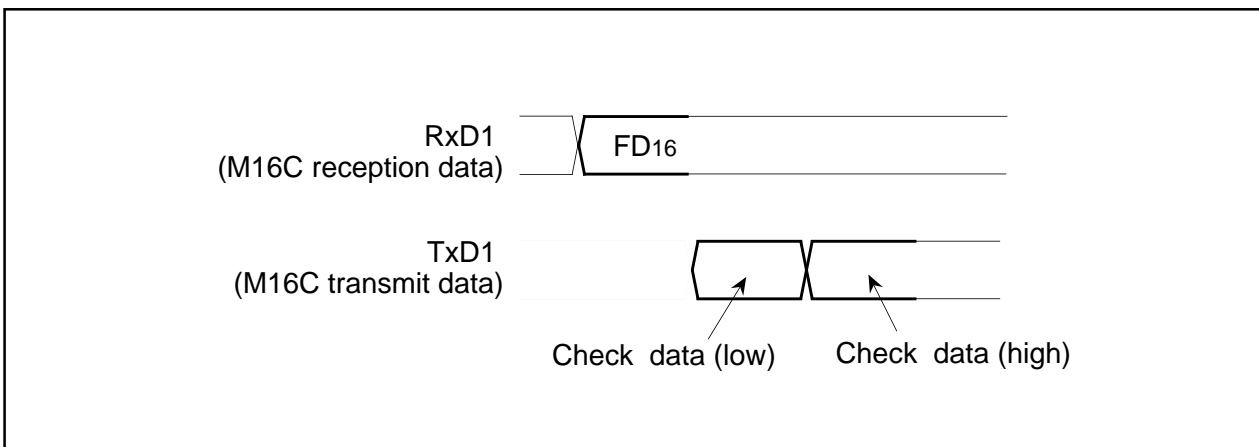 RxD1
(M16C reception data)
FD16
TxD1
(M16C transmit data)
Check data (low)
Check data (high)